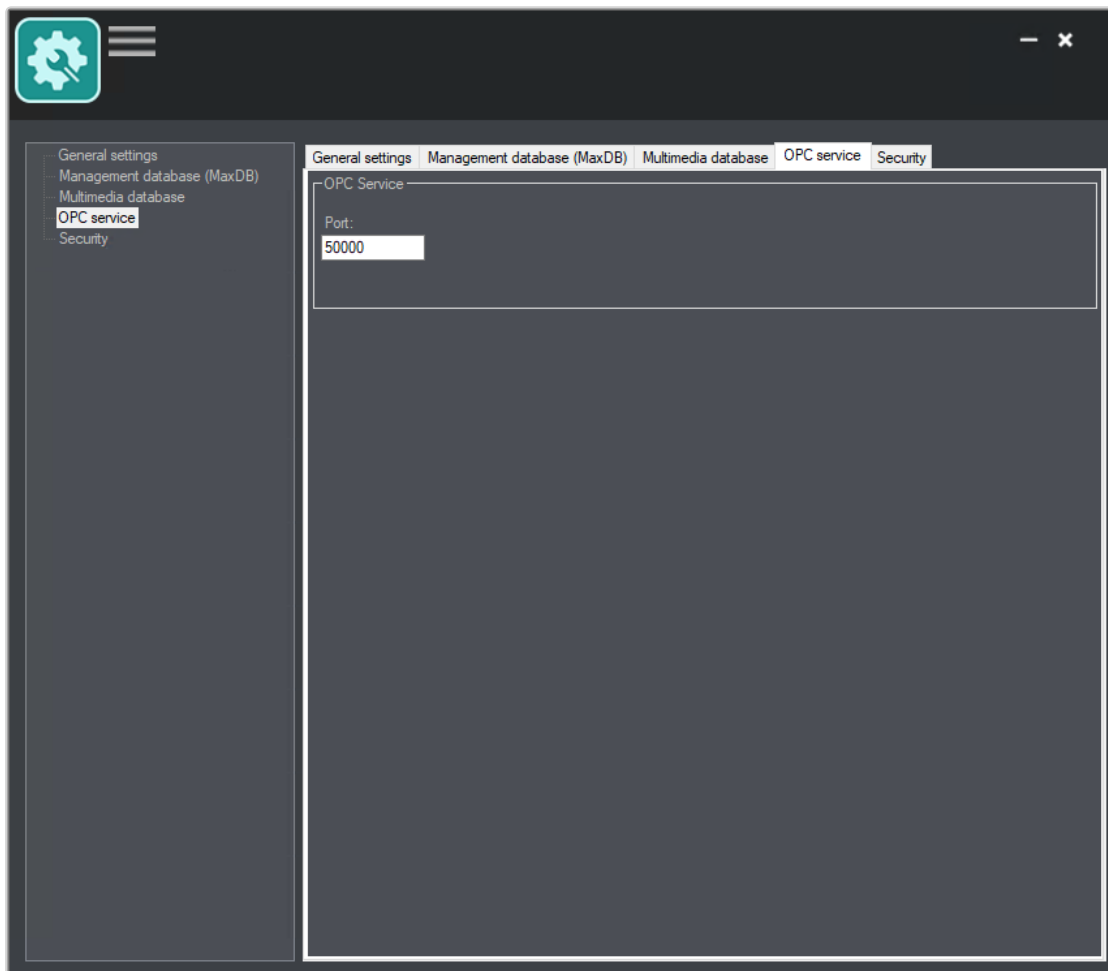 General settings
Management database (MaxDB)
Multimedia database
OPC service
Security
General settings Management database (MaxDB) Multimedia database OPC service Security
OPC Service
Port:
50000